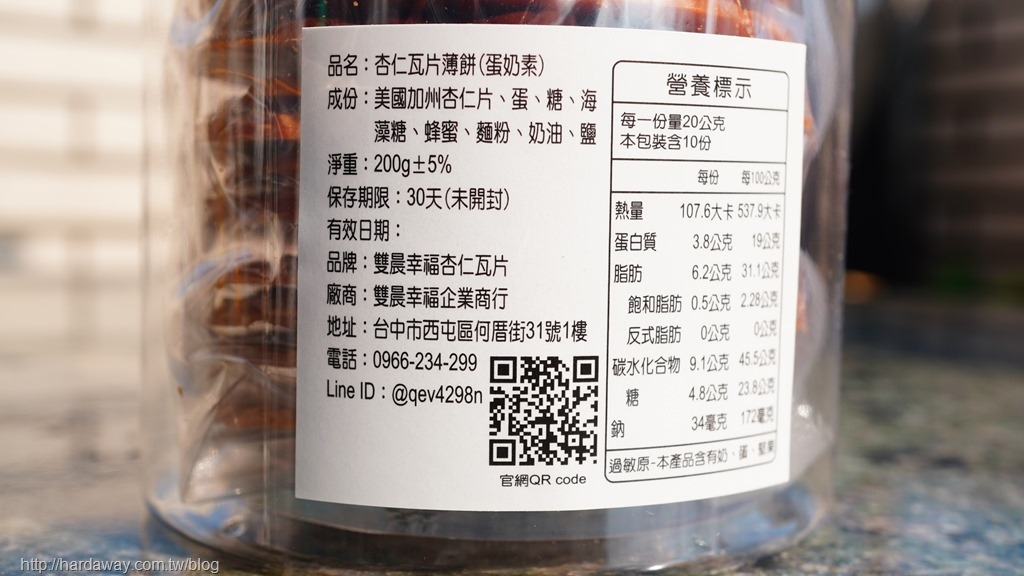 品名：杏仁瓦片薄餅(蛋奶素)
成份：美國加州杏仁片、蛋、糖、海
藻糖、蜂蜜、麵粉、奶油、鹽
淨重：200g±5%
保存期限：30天(未開封)
有效日期：
品牌：雙晨幸福杏仁瓦片
廠商：雙晨幸福企業商行
地址：台中市西屯區何厝街31號1樓
電話：0966-234-299
Line ID：@qev4298n
官網QR code
營養標示
每一份量20公克
本包裝含10份
每份 每100公克
熱量 107.6大卡 537.9大卡
蛋白質 3.8公克 19公克
脂肪 6.2公克 31.1公克
飽和脂肪 0.5公克 2.28公克
反式脂肪 0公克 0公克
碳水化合物 9.1公克 45.5公克
糖 4.8公克 23.8公克
鈉 34毫克 172毫克
過敏原-本產品含有奶、蛋、堅果
http://hardaway.com.tw/blog